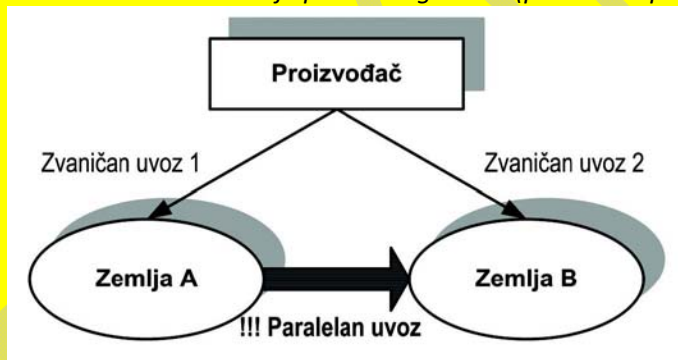 Proizvođač
Zvaničan uvoz 1
Zvaničan uvoz 2
Zemlja A
Zemlja B
!!! Paralelan uvoz